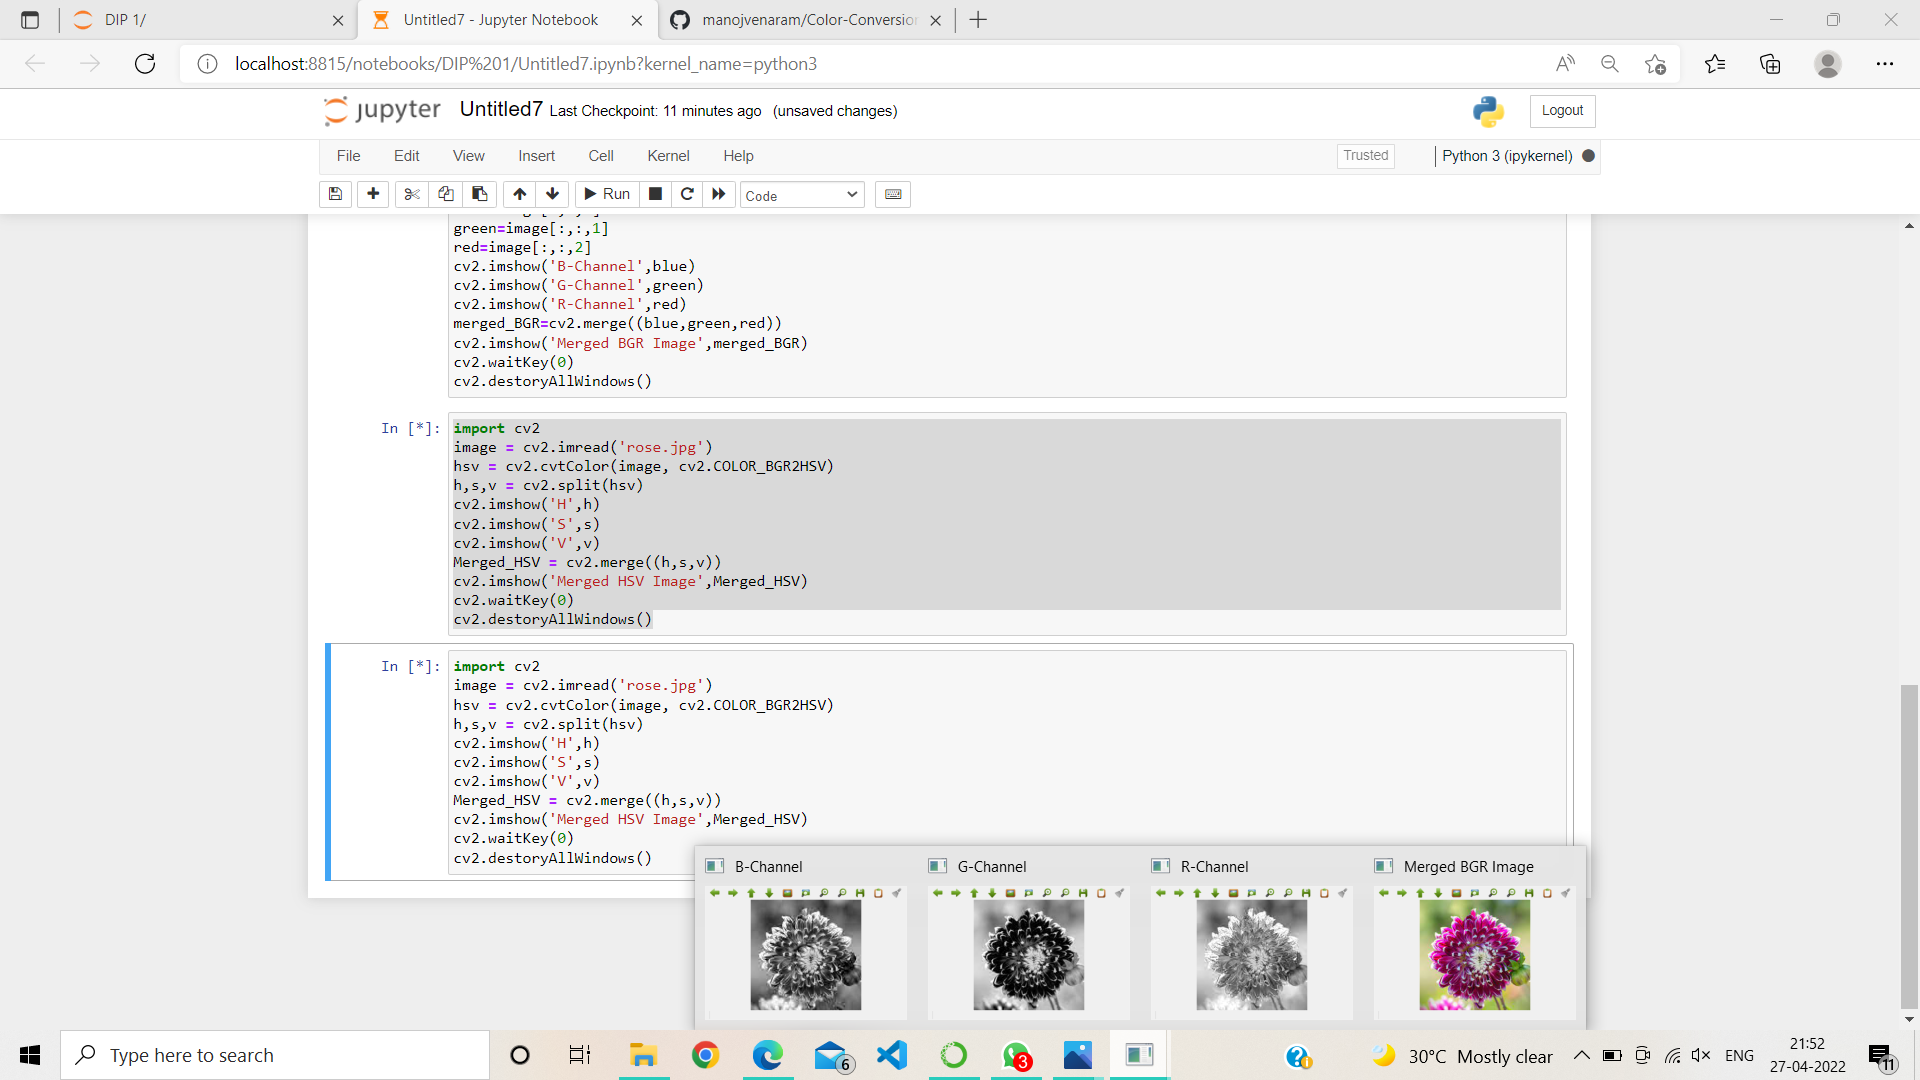 DIP 1/
Untitled7 - Jupyter Notebook
manojvenaram/Color-Conversion
localhost:8815/notebooks/DIP%201/Untitled7.ipynb?kernel_name=python3
jupyter Untitled7 Last Checkpoint: 11 minutes ago (unsaved changes)
Logout
File Edit View Insert Cell Kernel Help
Trusted
Python 3 (ipykernel)
Run
Code
green=image[:,:,1]
red=image[:,:,2]
cv2.imshow('B-Channel',blue)
cv2.imshow('G-Channel',green)
cv2.imshow('R-Channel',red)
merged_BGR=cv2.merge((blue,green,red))
cv2.imshow('Merged BGR Image',merged_BGR)
cv2.waitKey(0)
cv2.destoryAllWindows()
In [*]:
import cv2
image = cv2.imread('rose.jpg')
hsv = cv2.cvtColor(image, cv2.COLOR_BGR2HSV)
h,s,v = cv2.split(hsv)
cv2.imshow('H',h)
cv2.imshow('S',s)
cv2.imshow('V',v)
Merged_HSV = cv2.merge((h,s,v))
cv2.imshow('Merged HSV Image',Merged_HSV)
cv2.waitKey(0)
cv2.destoryAllWindows()
In [*]:
import cv2
image = cv2.imread('rose.jpg')
hsv = cv2.cvtColor(image, cv2.COLOR_BGR2HSV)
h,s,v = cv2.split(hsv)
cv2.imshow('H',h)
cv2.imshow('S',s)
cv2.imshow('V',v)
Merged_HSV = cv2.merge((h,s,v))
cv2.imshow('Merged HSV Image',Merged_HSV)
cv2.waitKey(0)
cv2.destoryAllWindows()
B-Channel
G-Channel
R-Channel
Merged BGR Image
Type here to search
6
3
30°C Mostly clear
ENG
21:52
27-04-2022
11